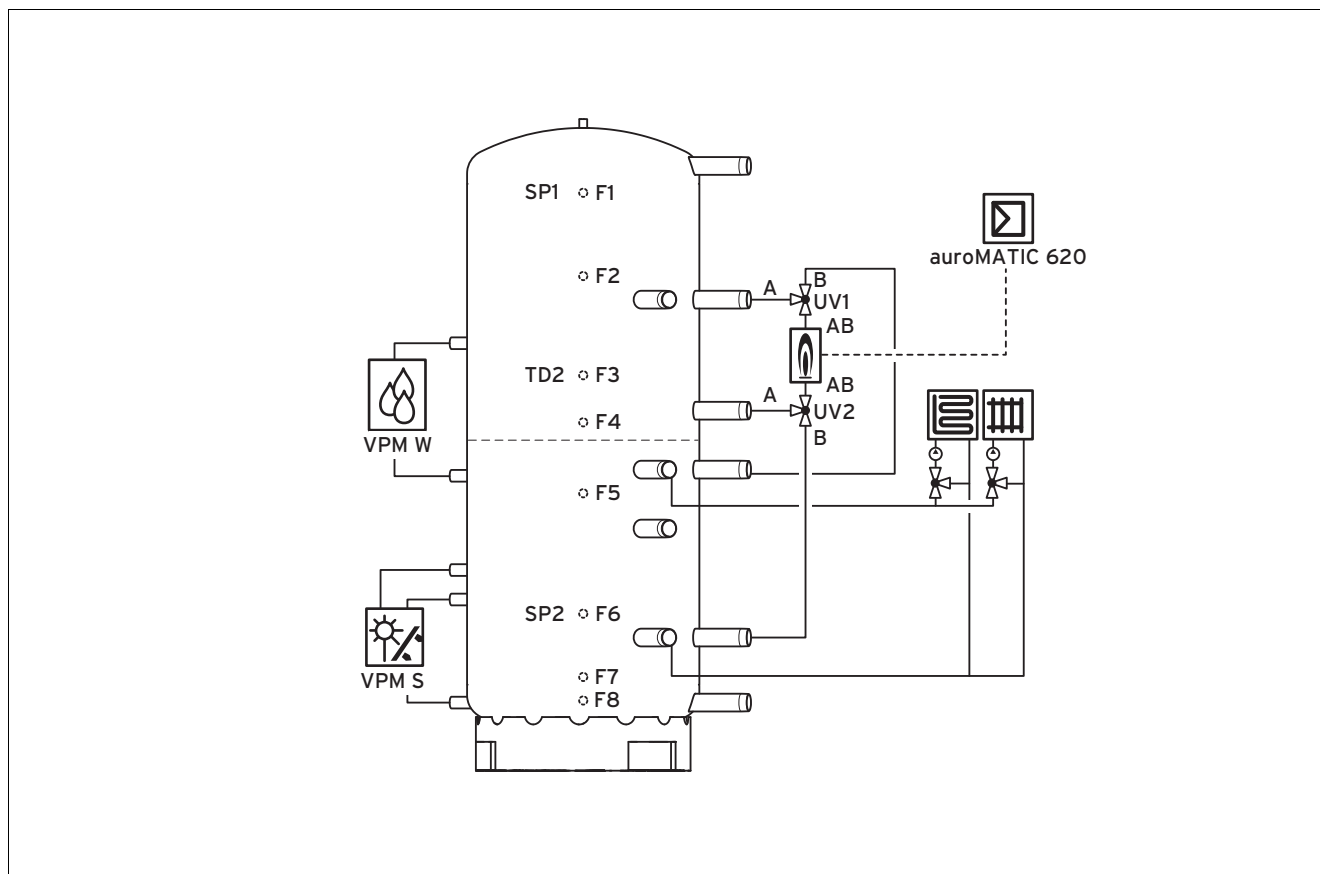 SP1 F1
auroMATIC 620
F2
A
B
UV1
AB
TD2 F3
AB
A
UV2
F4
B
VPM W
F5
SP2 F6
VPM S
F7
F8